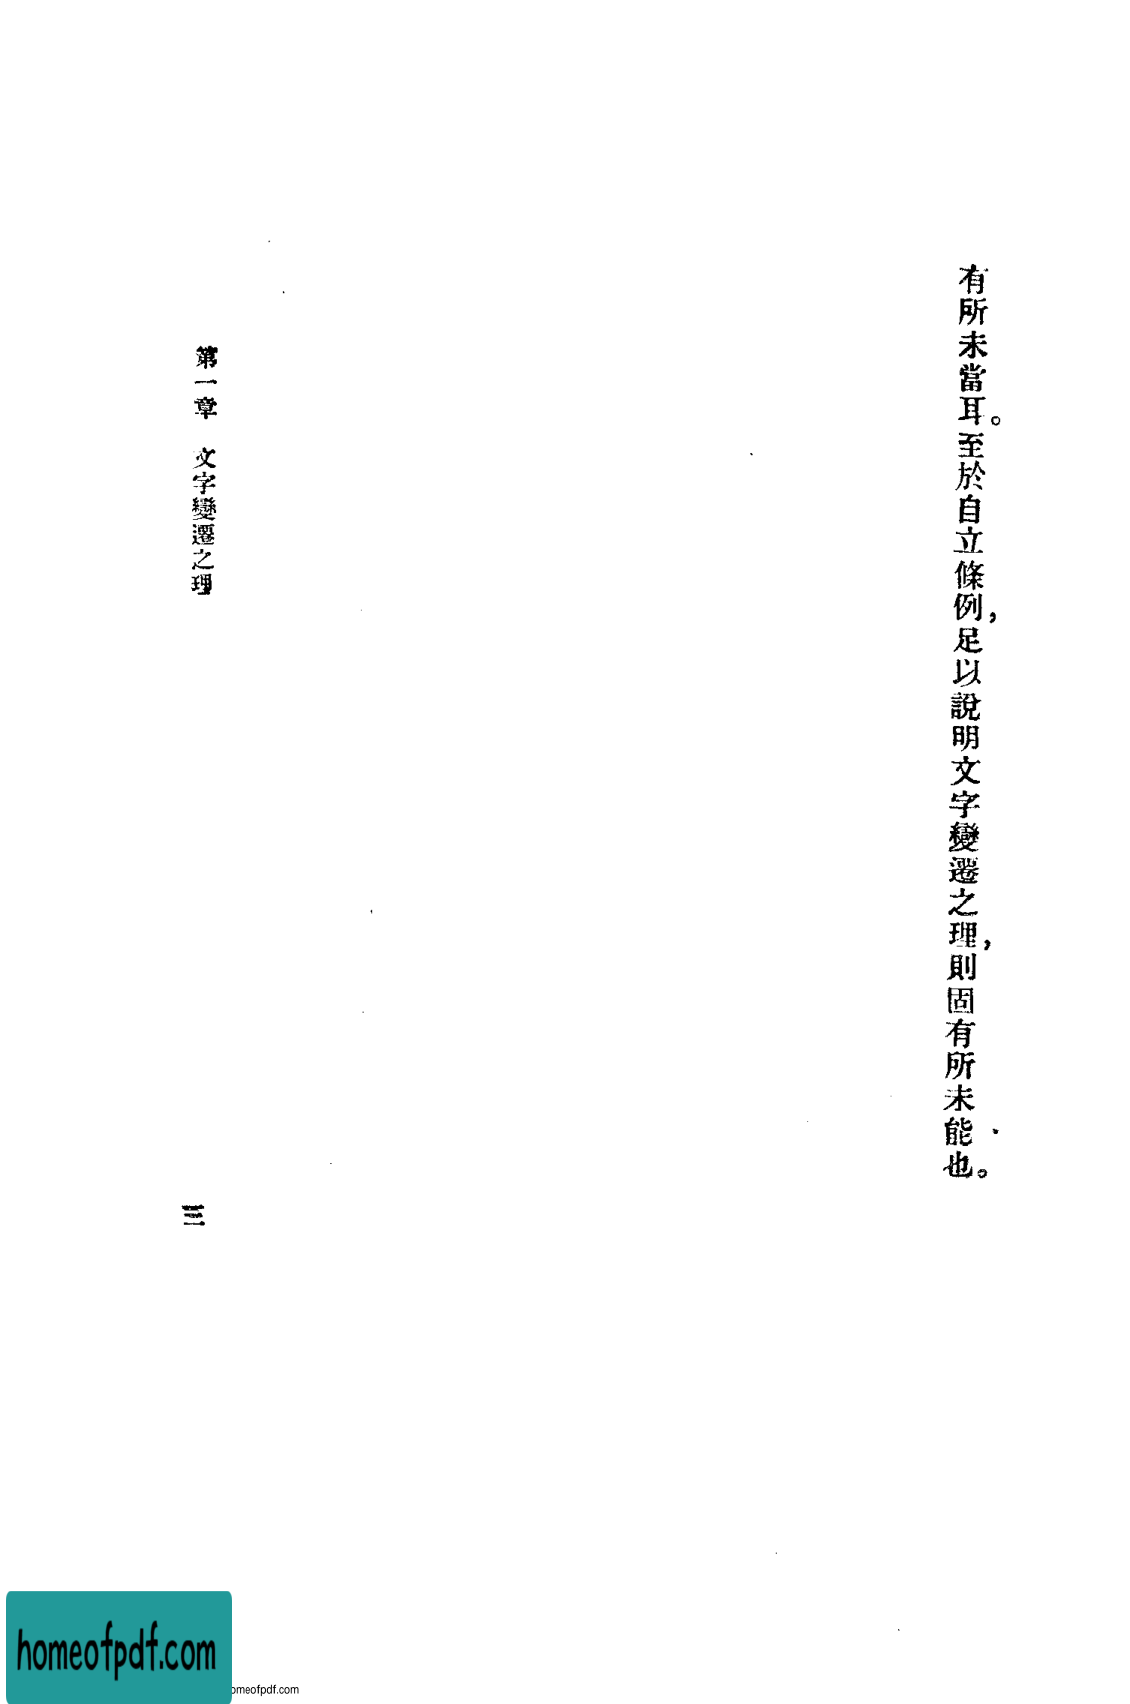 有所未當耳。至於自立條例，足以說明文字變遷之理，則固有所未能也。
第一章　文字變遷之理
三
homeofpdf.com
omeofpdf.com